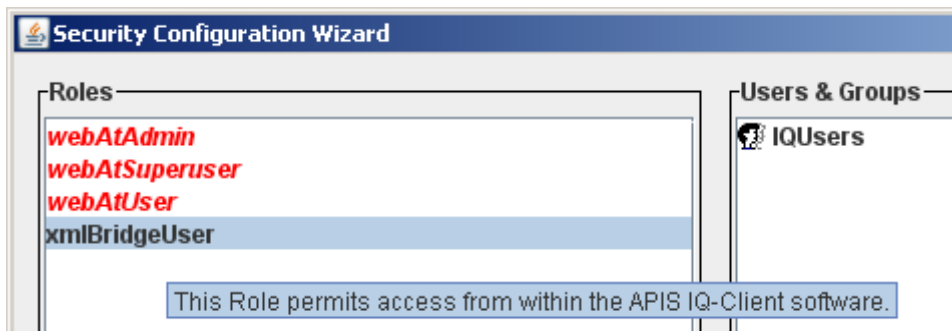 Security Configuration Wizard
Roles
webAtAdmin
webAtSuperuser
webAtUser
xmlBridgeUser
This Role permits access from within the APIS IQ-Client software.
Users & Groups
IQUsers